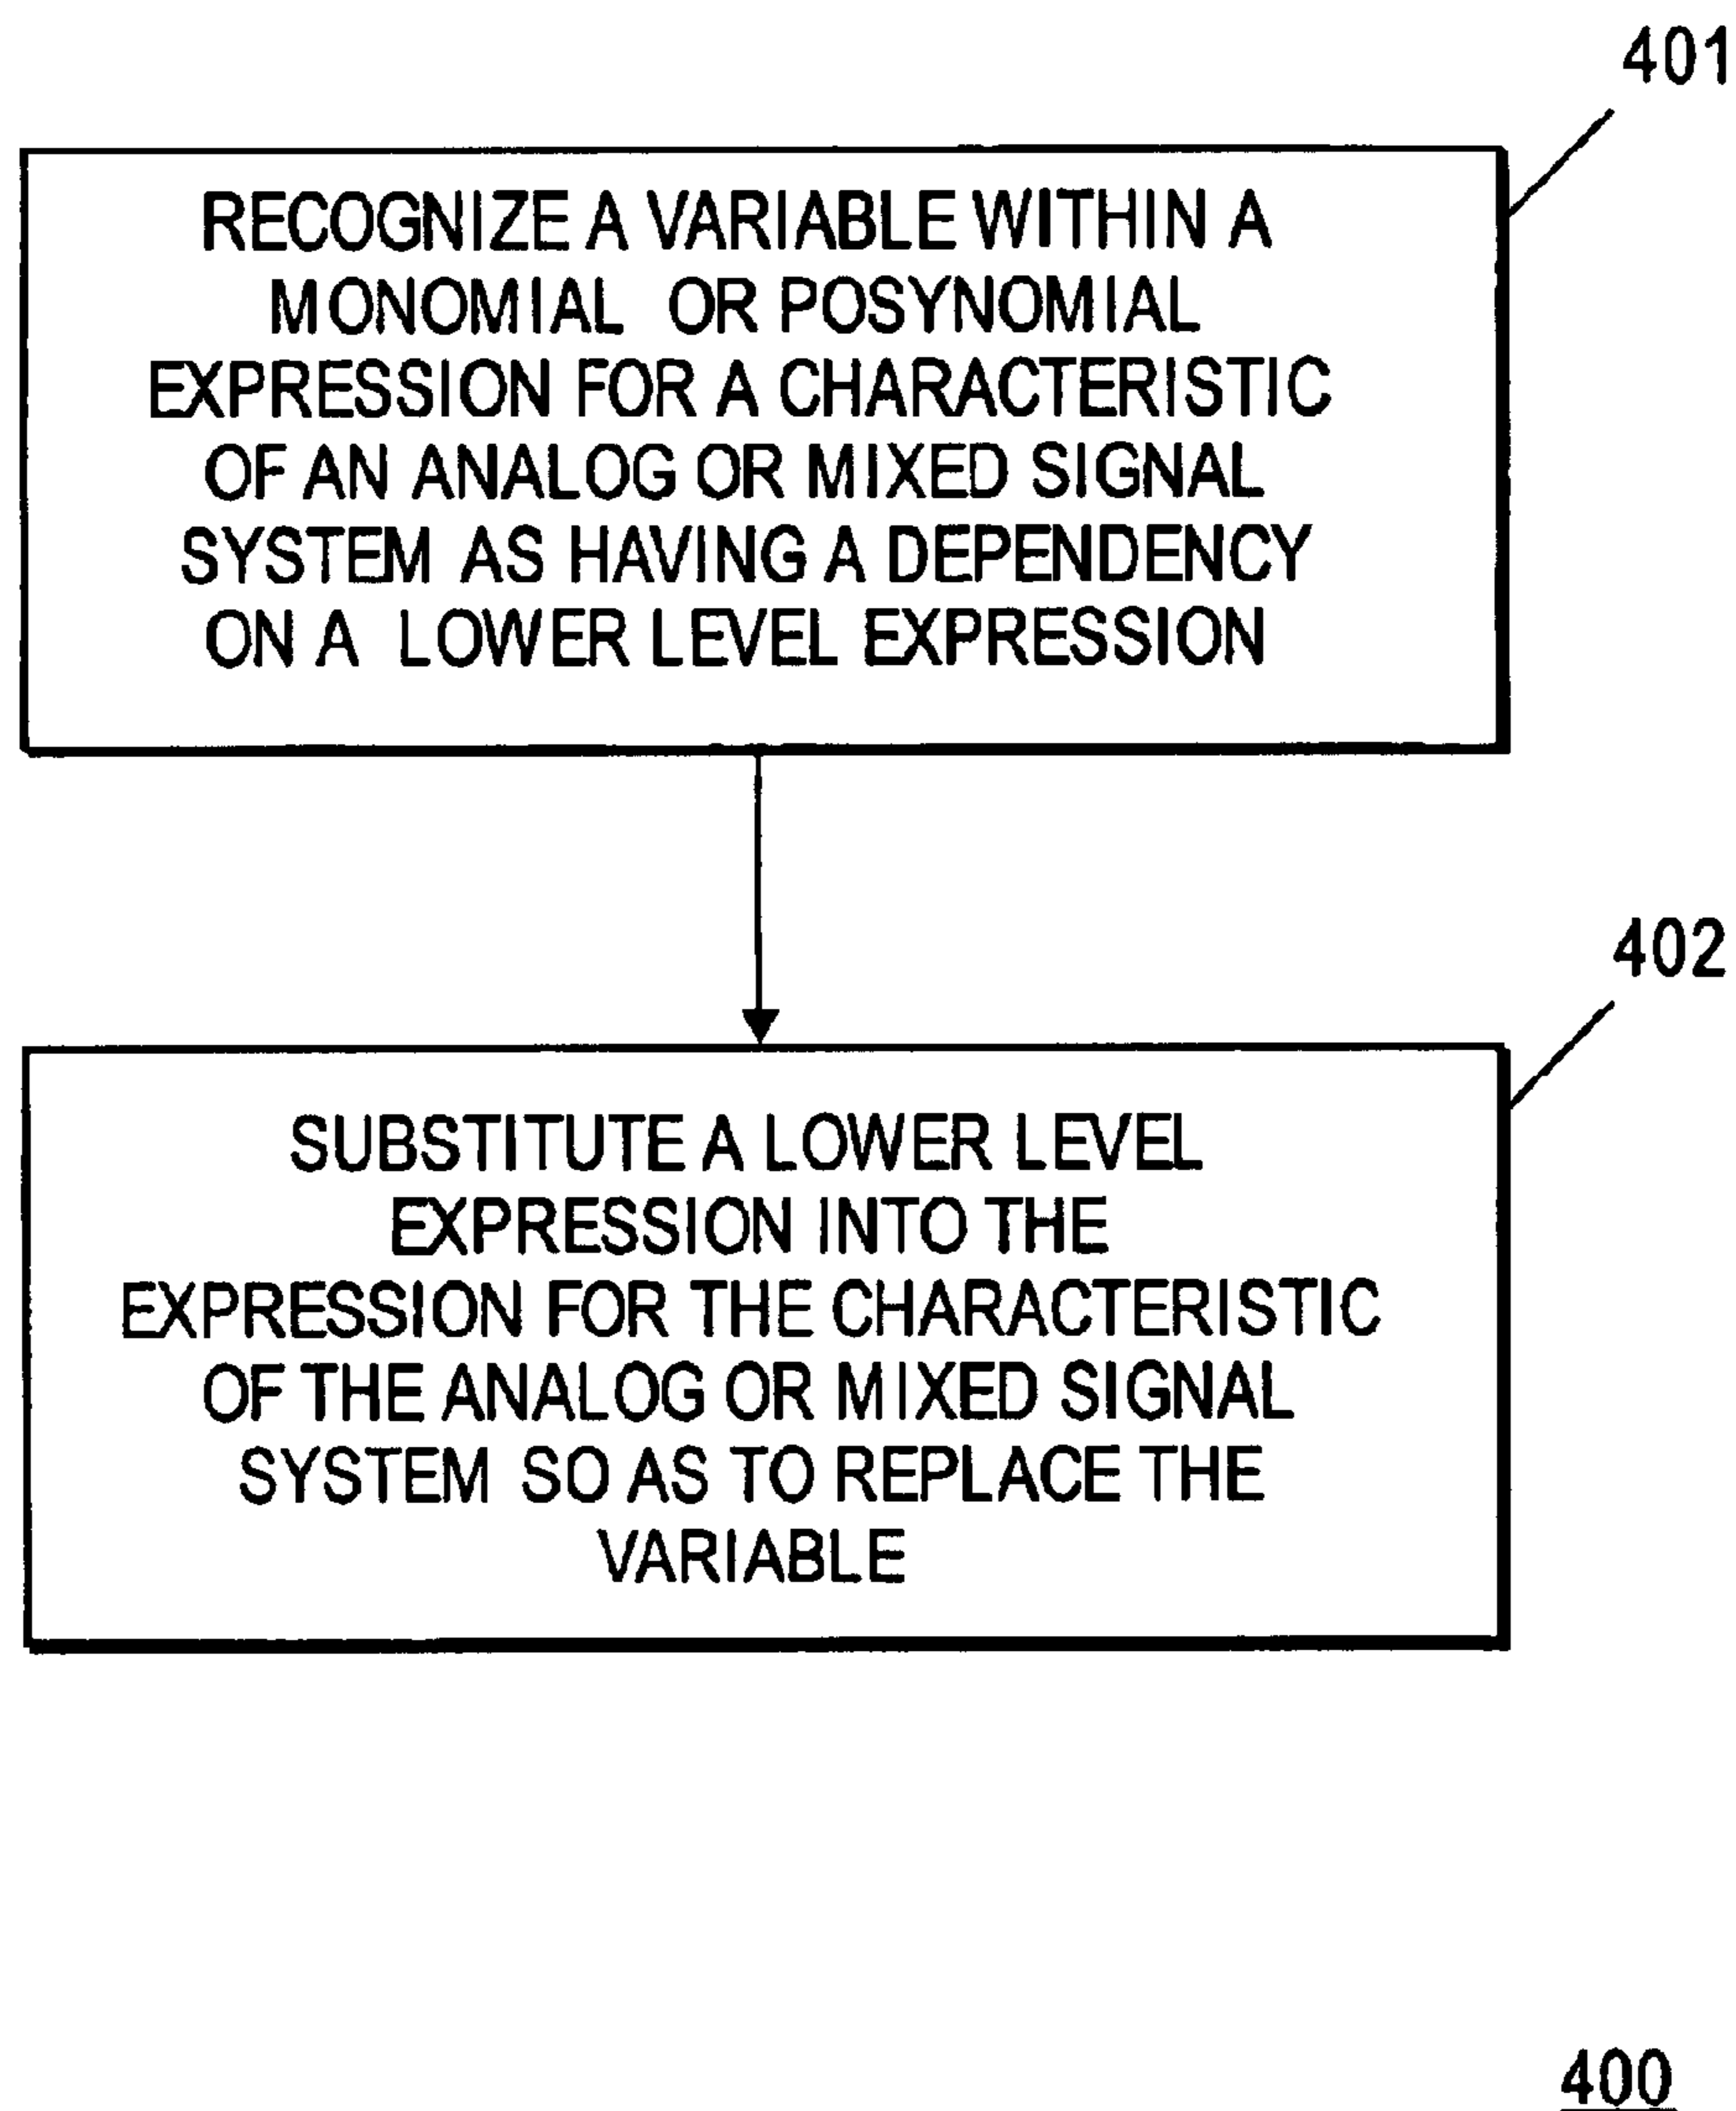 401
RECOGNIZE A VARIABLE WITHIN A
MONOMIAL OR POSYNOMIAL
EXPRESSION FOR A CHARACTERISTIC
OF AN ANALOG OR MIXED SIGNAL
SYSTEM AS HAVING A DEPENDENCY
ON A LOWER LEVEL EXPRESSION
402
SUBSTITUTE A LOWER LEVEL
EXPRESSION INTO THE
EXPRESSION FOR THE CHARACTERISTIC
OF THE ANALOG OR MIXED SIGNAL
SYSTEM SO AS TO REPLACE THE
VARIABLE
400